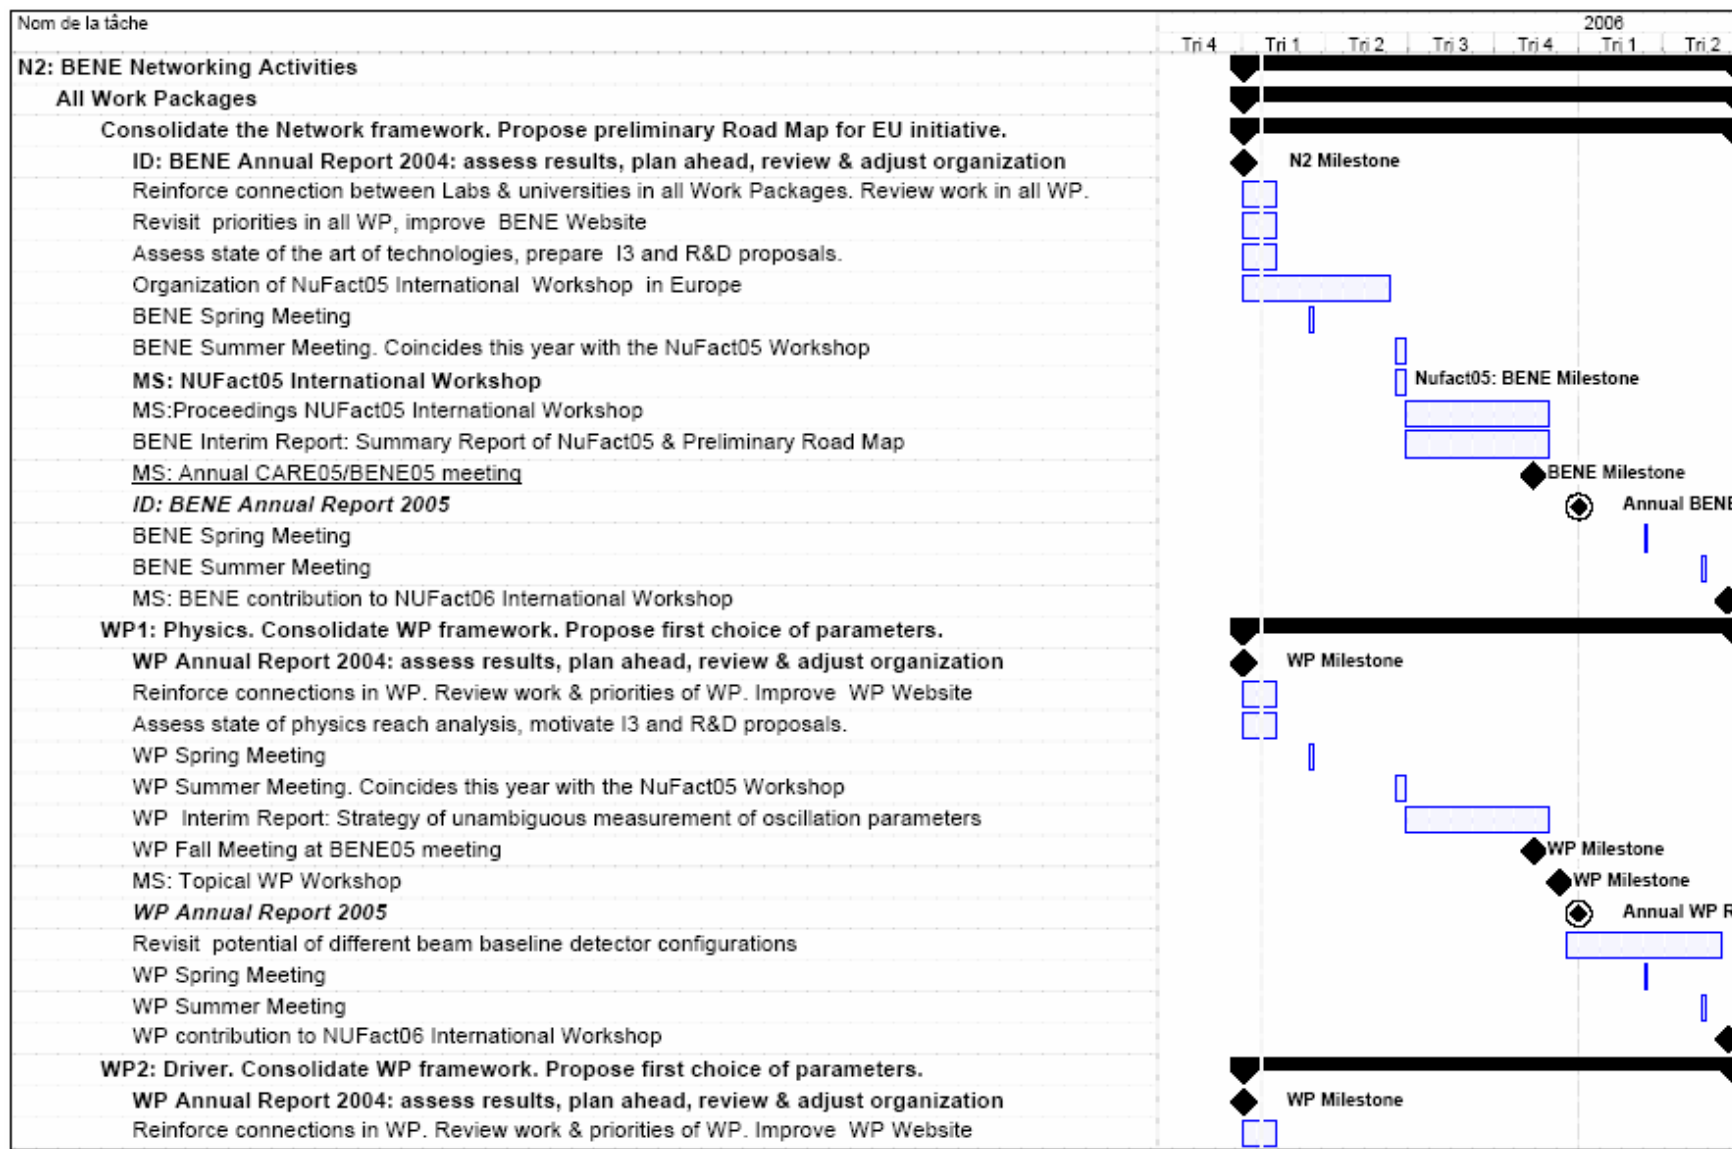 Nom de la tâche
2006
Tri 4 Tri 1 Tri 2 Tri 3 Tri 4 Tri 1 Tri 2
N2: BENE Networking Activities
All Work Packages
Consolidate the Network framework. Propose preliminary Road Map for EU initiative.
ID: BENE Annual Report 2004: assess results, plan ahead, review & adjust organization N2 Milestone
Reinforce connection between Labs & universities in all Work Packages. Review work in all WP.
Revisit priorities in all WP, improve BENE Website
Assess state of the art of technologies, prepare I3 and R&D proposals.
Organization of NuFact05 International Workshop in Europe
BENE Spring Meeting
BENE Summer Meeting. Coincides this year with the NuFact05 Workshop
MS: NUFact05 International Workshop Nufact05: BENE Milestone
MS:Proceedings NUFact05 International Workshop
BENE Interim Report: Summary Report of NuFact05 & Preliminary Road Map
MS: Annual CARE05/BENE05 meeting BENE Milestone
ID: BENE Annual Report 2005 Annual BENE
BENE Spring Meeting
BENE Summer Meeting
MS: BENE contribution to NUFact06 International Workshop
WP1: Physics. Consolidate WP framework. Propose first choice of parameters.
WP Annual Report 2004: assess results, plan ahead, review & adjust organization WP Milestone
Reinforce connections in WP. Review work & priorities of WP. Improve WP Website
Assess state of physics reach analysis, motivate I3 and R&D proposals.
WP Spring Meeting
WP Summer Meeting. Coincides this year with the NuFact05 Workshop
WP Interim Report: Strategy of unambiguous measurement of oscillation parameters
WP Fall Meeting at BENE05 meeting WP Milestone
MS: Topical WP Workshop WP Milestone
WP Annual Report 2005 Annual WP R
Revisit potential of different beam baseline detector configurations
WP Spring Meeting
WP Summer Meeting
WP contribution to NUFact06 International Workshop
WP2: Driver. Consolidate WP framework. Propose first choice of parameters.
WP Annual Report 2004: assess results, plan ahead, review & adjust organization WP Milestone
Reinforce connections in WP. Review work & priorities of WP. Improve WP Website